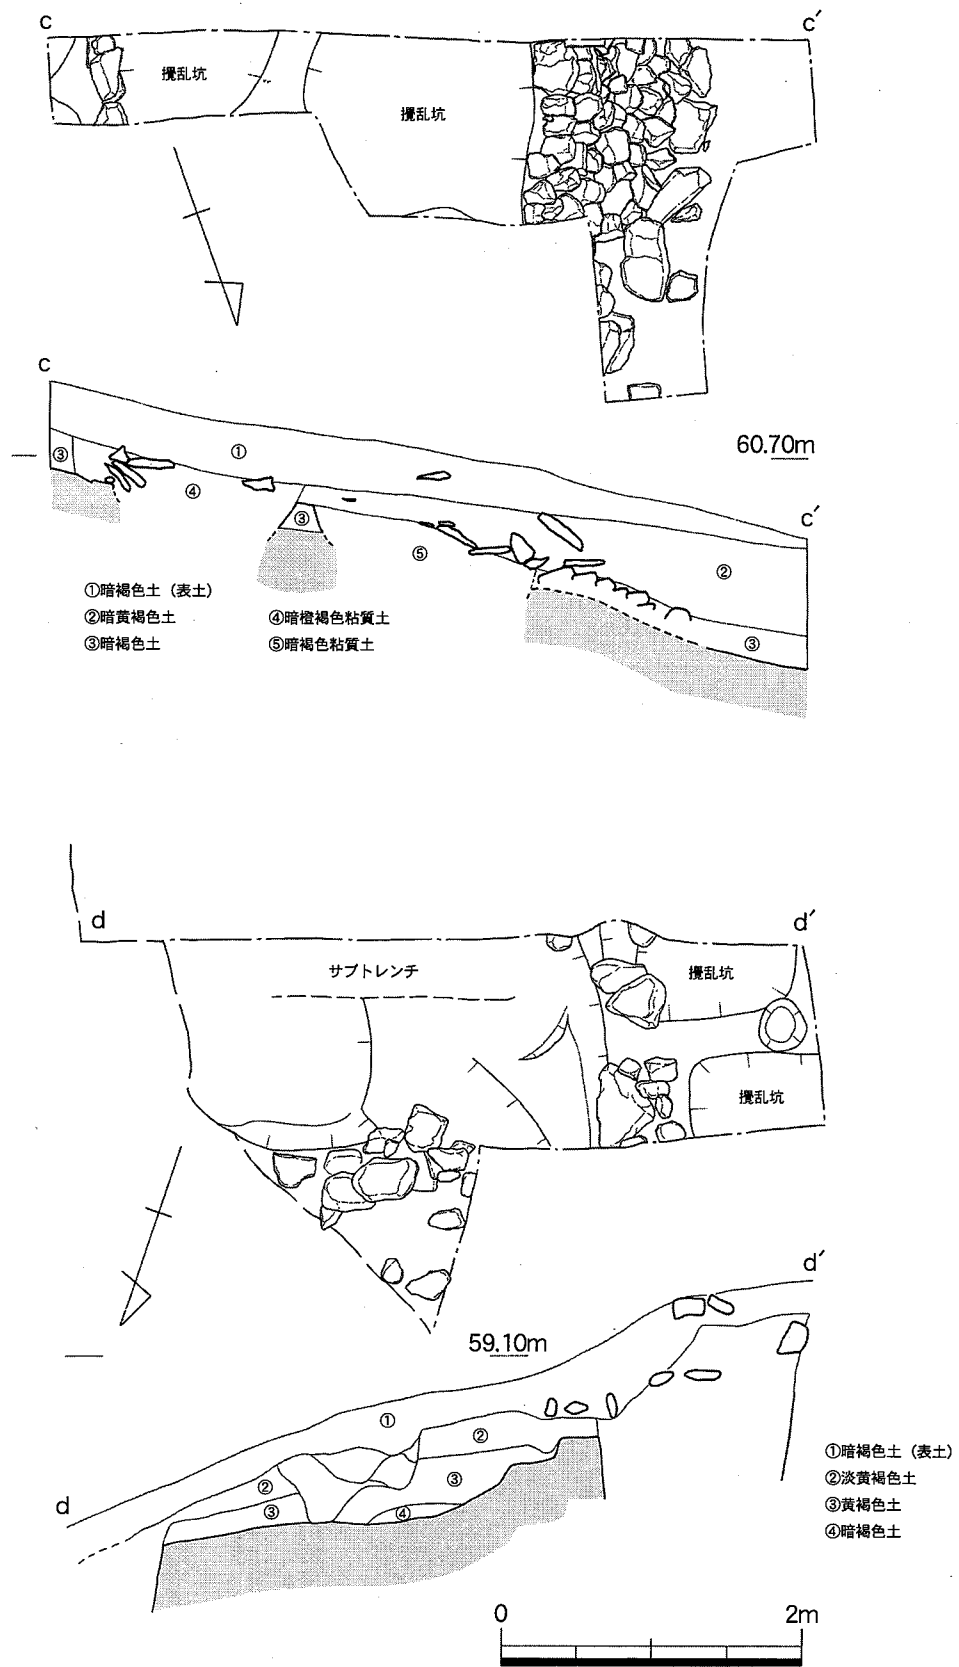 c
c′
攪乱坑
攪乱坑
c
60.70m
c′
①
③
④
③
⑤
②
③
①暗褐色土（表土）
②暗黄褐色土
③暗褐色土
④暗橙褐色粘質土
⑤暗褐色粘質土
d
d′
サブトレンチ
攪乱坑
攪乱坑
d′
59.10m
①
②
②
③
③
④
d
①暗褐色土（表土）
②淡黄褐色土
③黄褐色土
④暗褐色土
0
2m